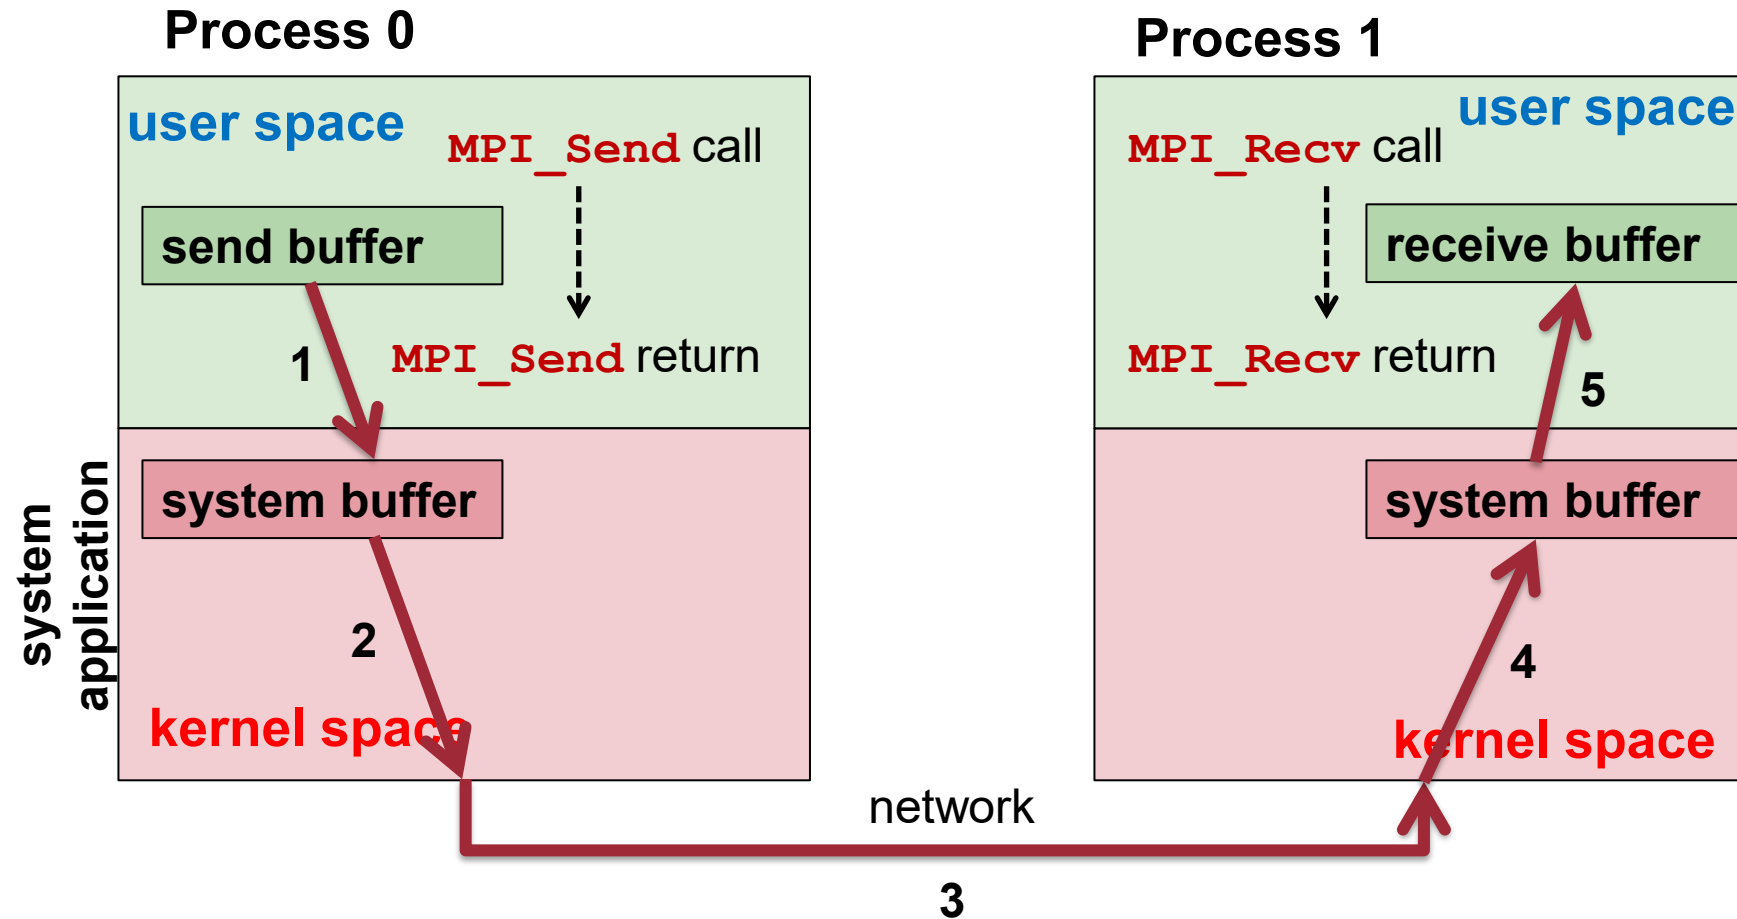 Process 0
user space
MPI_Send call
send buffer
1
MPI_Send return
system buffer
system
application
2
kernel space
network
3
Process 1
user space
MPI_Recv call
receive buffer
MPI_Recv return
5
system buffer
4
kernel space